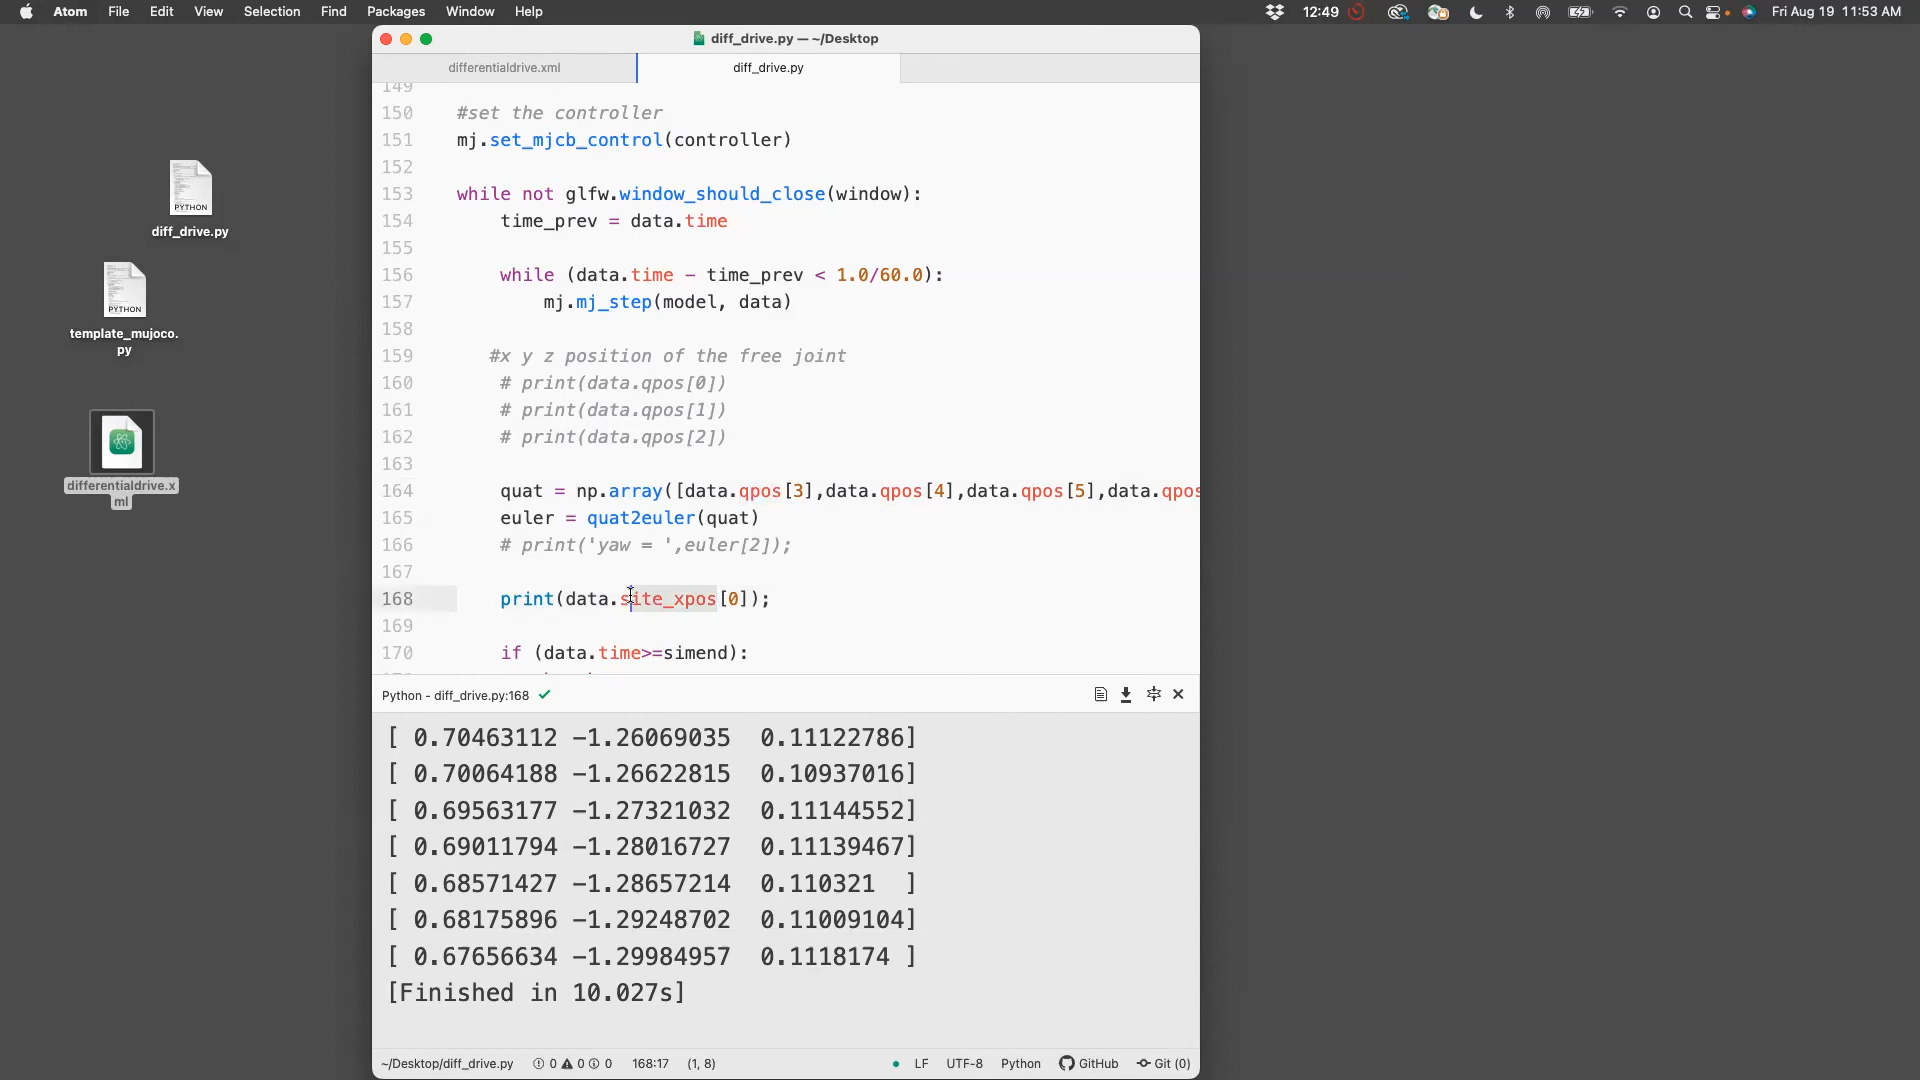 Atom File Edit View Selection Find Packages Window Help 12:49 Fri Aug 19 11:53 AM
diff_drive.py — ~/Desktop
differentialdrive.xml diff_drive.py
149
150 #set the controller
151 mj.set_mjcb_control(controller)
152
153 while not glfw.window_should_close(window):
154 time_prev = data.time
155
156 while (data.time - time_prev < 1.0/60.0):
157 mj.mj_step(model, data)
158
159 #x y z position of the free joint
160 # print(data.qpos[0])
161 # print(data.qpos[1])
162 # print(data.qpos[2])
163
164 quat = np.array([data.qpos[3],data.qpos[4],data.qpos[5],data.qpos
165 euler = quat2euler(quat)
166 # print('yaw = ',euler[2]);
167
168 print(data.site_xpos[0]);
169
170 if (data.time>=simend):
Python - diff_drive.py:168
[ 0.70463112 -1.26069035  0.11122786]
[ 0.70064188 -1.26622815  0.10937016]
[ 0.69563177 -1.27321032  0.11144552]
[ 0.69011794 -1.28016727  0.11139467]
[ 0.68571427 -1.28657214  0.110321  ]
[ 0.68175896 -1.29248702  0.11009104]
[ 0.67656634 -1.29984957  0.1118174 ]
[Finished in 10.027s]
~/Desktop/diff_drive.py 0 0 0 168:17 (1, 8) LF UTF-8 Python GitHub Git (0)
PYTHON
diff_drive.py
PYTHON
template_mujoco.
py
differentialdrive.x
ml